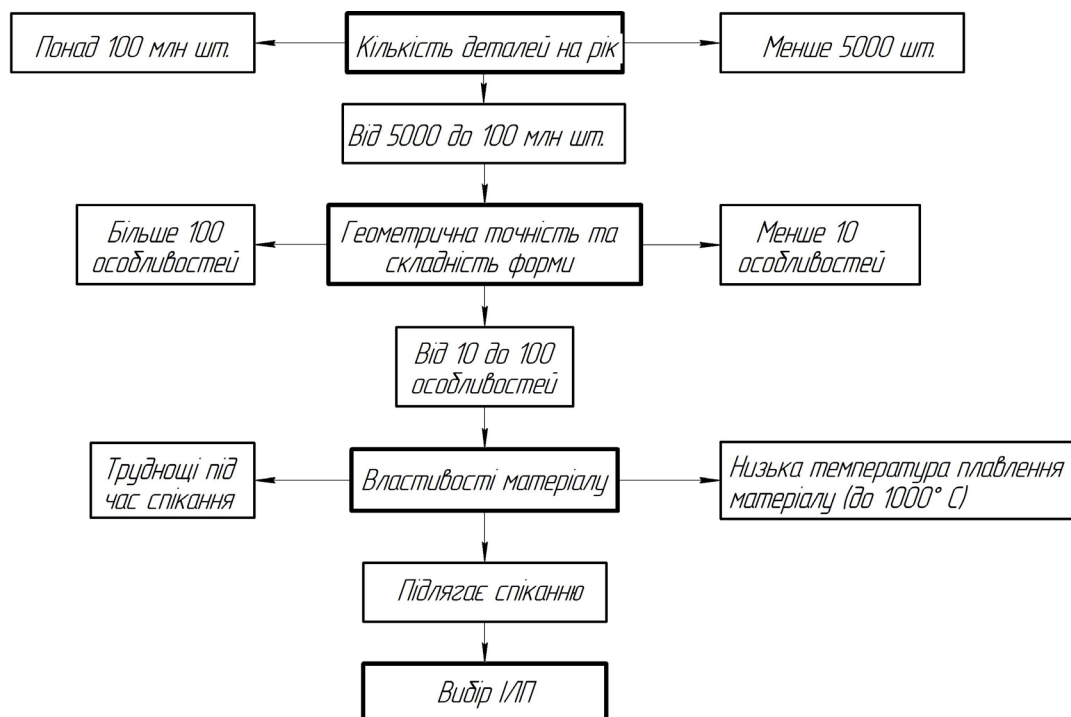 Понад 100 млн шт.
Кількість деталей на рік
Менше 5000 шт.
Від 5000 до 100 млн шт.
Більше 100
особливостей
Геометрична точність та
складність форми
Менше 10
особливостей
Від 10 до 100
особливостей
Труднощі під
час спікання
Властивості матеріалу
Низька температура плавлення
матеріалу (до 1000° С)
Підлягає спіканню
Вибір ІЛП